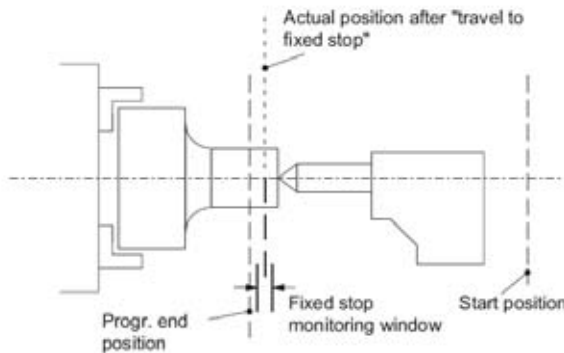 Actual position after "travel to
fixed stop"
Progr. end
position
Fixed stop
monitoring window
Start position